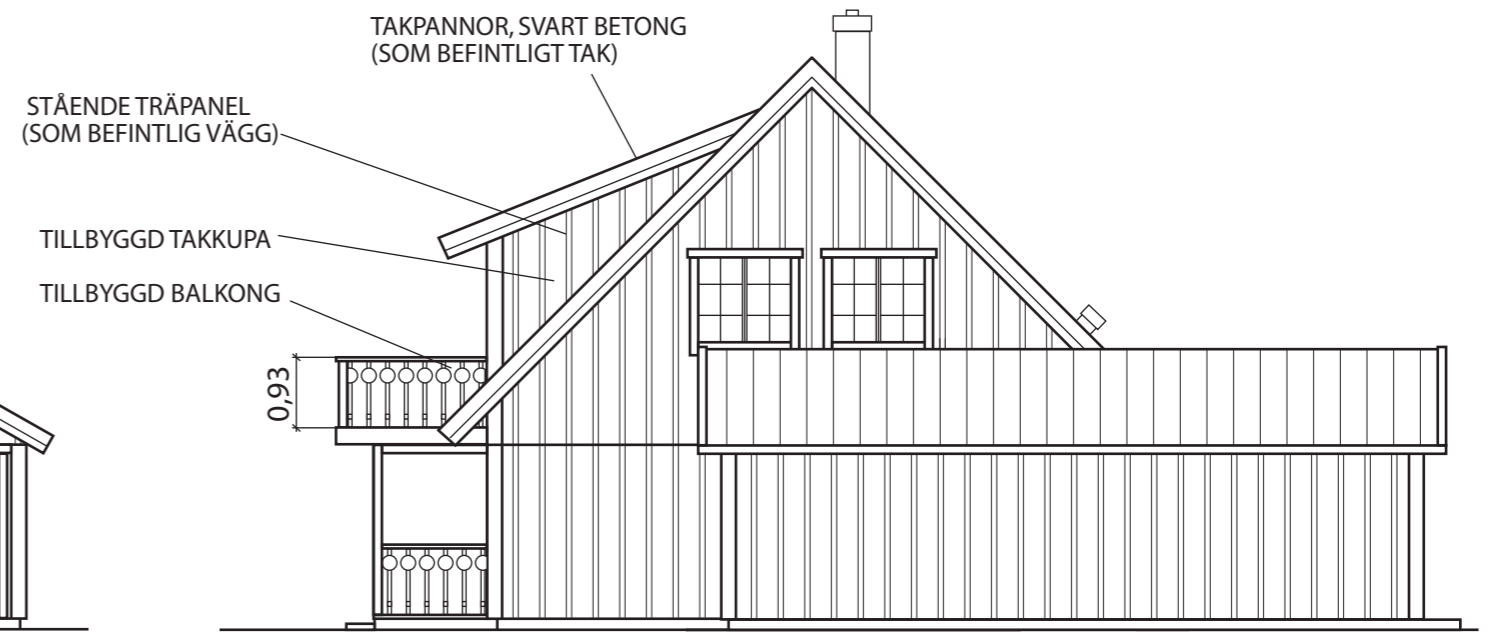 TAKPANNOR, SVART BETONG
(SOM BEFINTLIGT TAK)
STÅENDE TRÄPANEL
(SOM BEFINTLIG VÄGG)
TILLBYGGD TAKKUPA
TILLBYGGD BALKONG
0,93